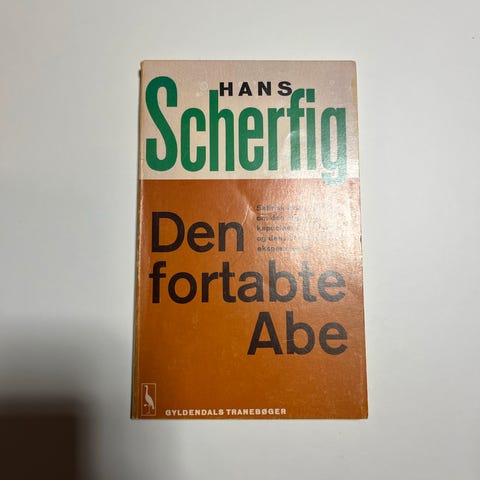 HANS
Scherfig
Den
fortabte
Abe
GYLDENDALS TRANEBØGER